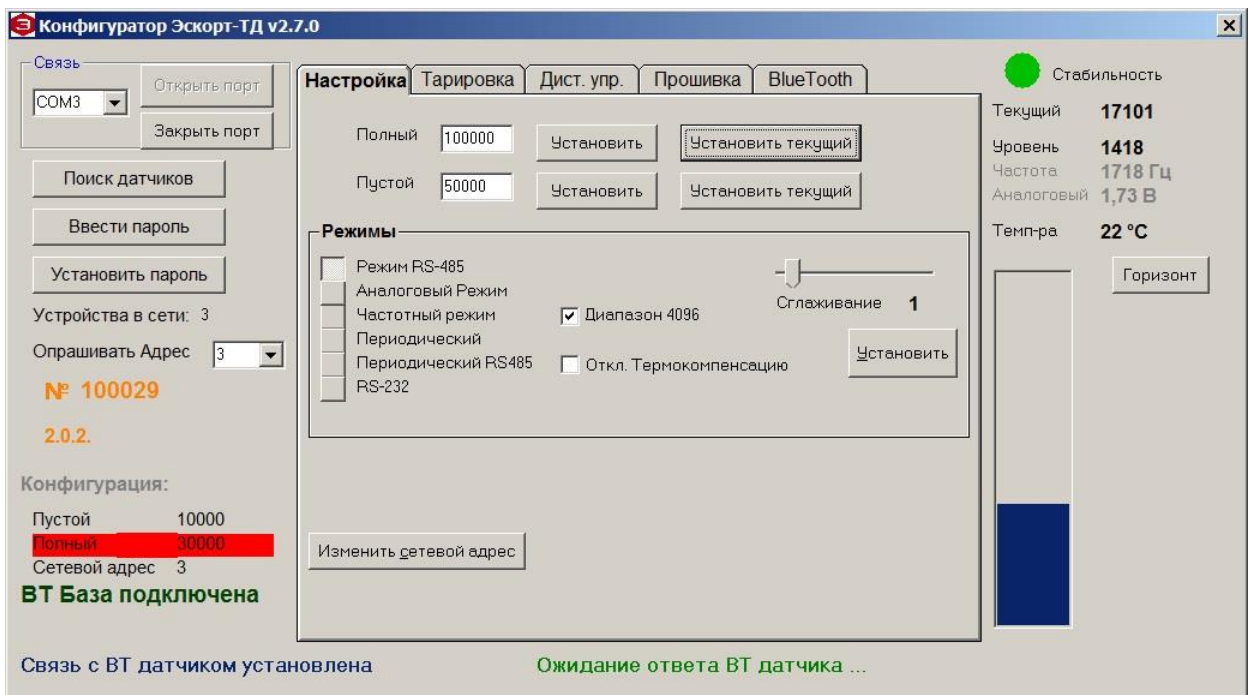 Э Конфигуратор Эскорт-ТД v2.7.0
Связь
COM3
Открыть порт
Закрыть порт
Поиск датчиков
Ввести пароль
Установить пароль
Устройства в сети: 3
Опрашивать Адрес 3
№ 100029
2.0.2.
Конфигурация:
Пустой 10000
Полный 30000
Сетевой адрес 3
ВТ База подключена
Настройка Тарировка Дист. упр. Прошивка BlueTooth
Полный 100000 Установить Установить текущий
Пустой 50000 Установить Установить текущий
Режимы
Режим RS-485
Аналоговый Режим
Частотный режим
Периодический
Периодический RS485
RS-232
Диапазон 4096
Откл. Термокомпенсацию
Сглаживание 1
Установить
Изменить сетевой адрес
Стабильность
Текущий 17101
Уровень 1418
Частота 1718 Гц
Аналоговый 1,73 В
Темп-ра 22 °C
Горизонт
Связь с ВТ датчиком установлена
Ожидание ответа ВТ датчика ...